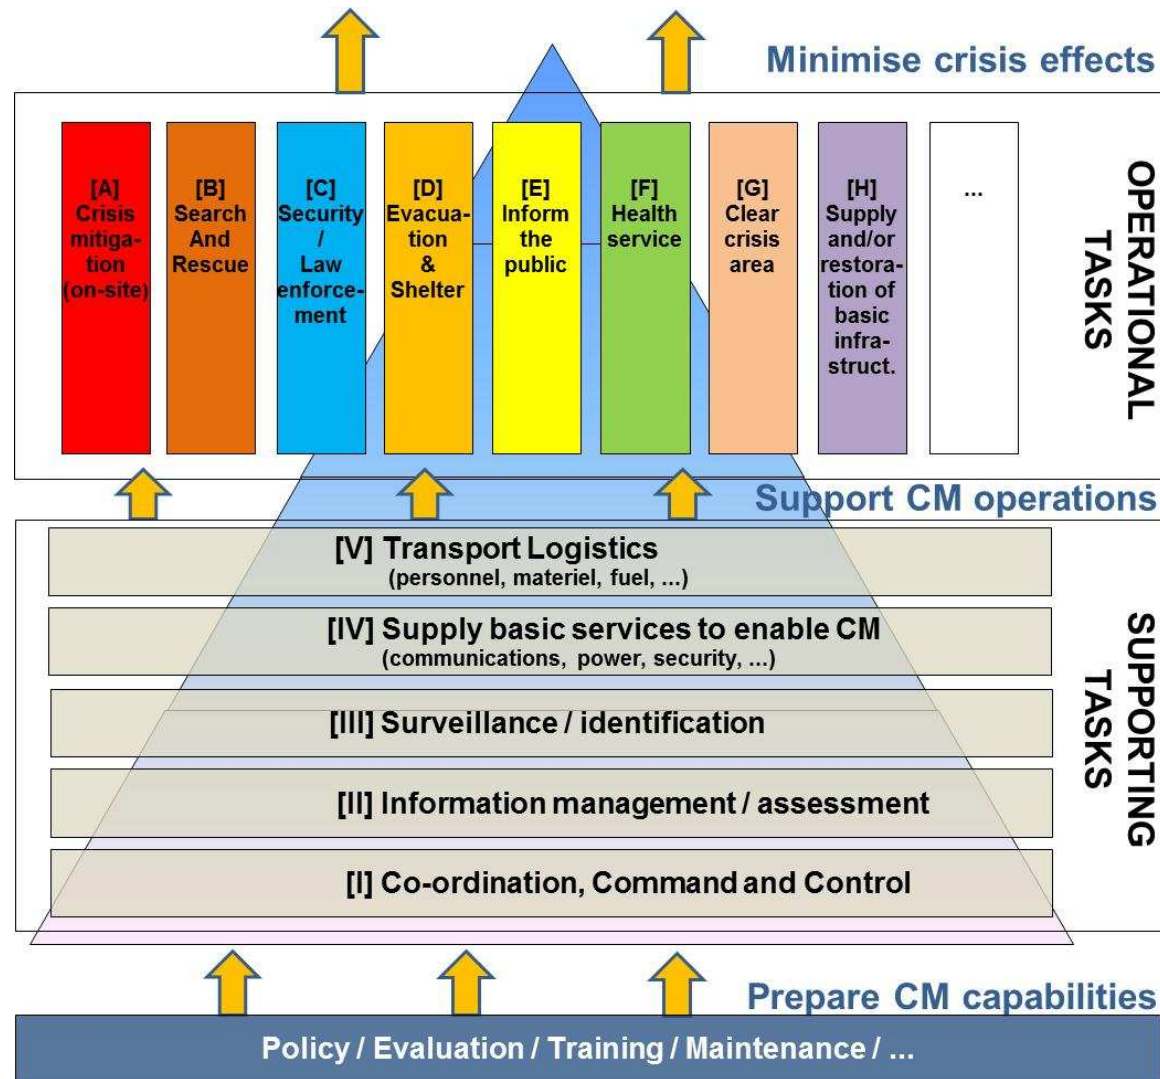 Minimise crisis effects
[A]
Crisis
mitiga-
tion
(on-site)
[B]
Search
And
Rescue
[C]
Security
/
Law
enforce-
ment
[D]
Evacua-
tion
&
Shelter
[E]
Inform
the
public
[F]
Health
service
[G]
Clear
crisis
area
[H]
Supply
and/or
restora-
tion of
basic
infra-
struct.
...
OPERATIONAL
TASKS
Support CM operations
[V] Transport Logistics
(personnel, materiel, fuel, ...)
[IV] Supply basic services to enable CM
(communications, power, security, ...)
[III] Surveillance / identification
[II] Information management / assessment
[I] Co-ordination, Command and Control
SUPPORTING
TASKS
Prepare CM capabilities
Policy / Evaluation / Training / Maintenance / ...